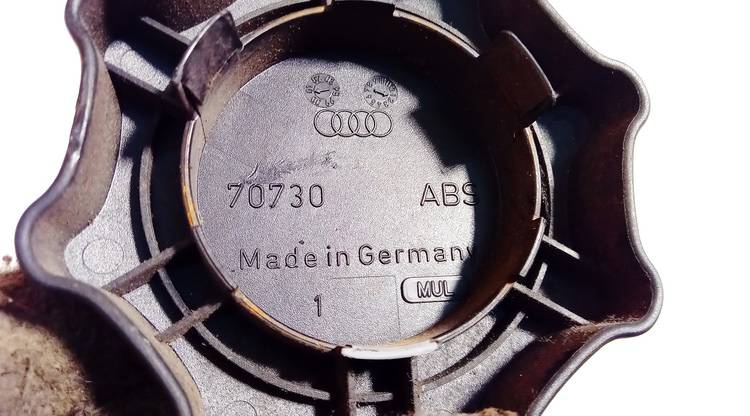 70730 ABS
Made in Germany
1 MUL